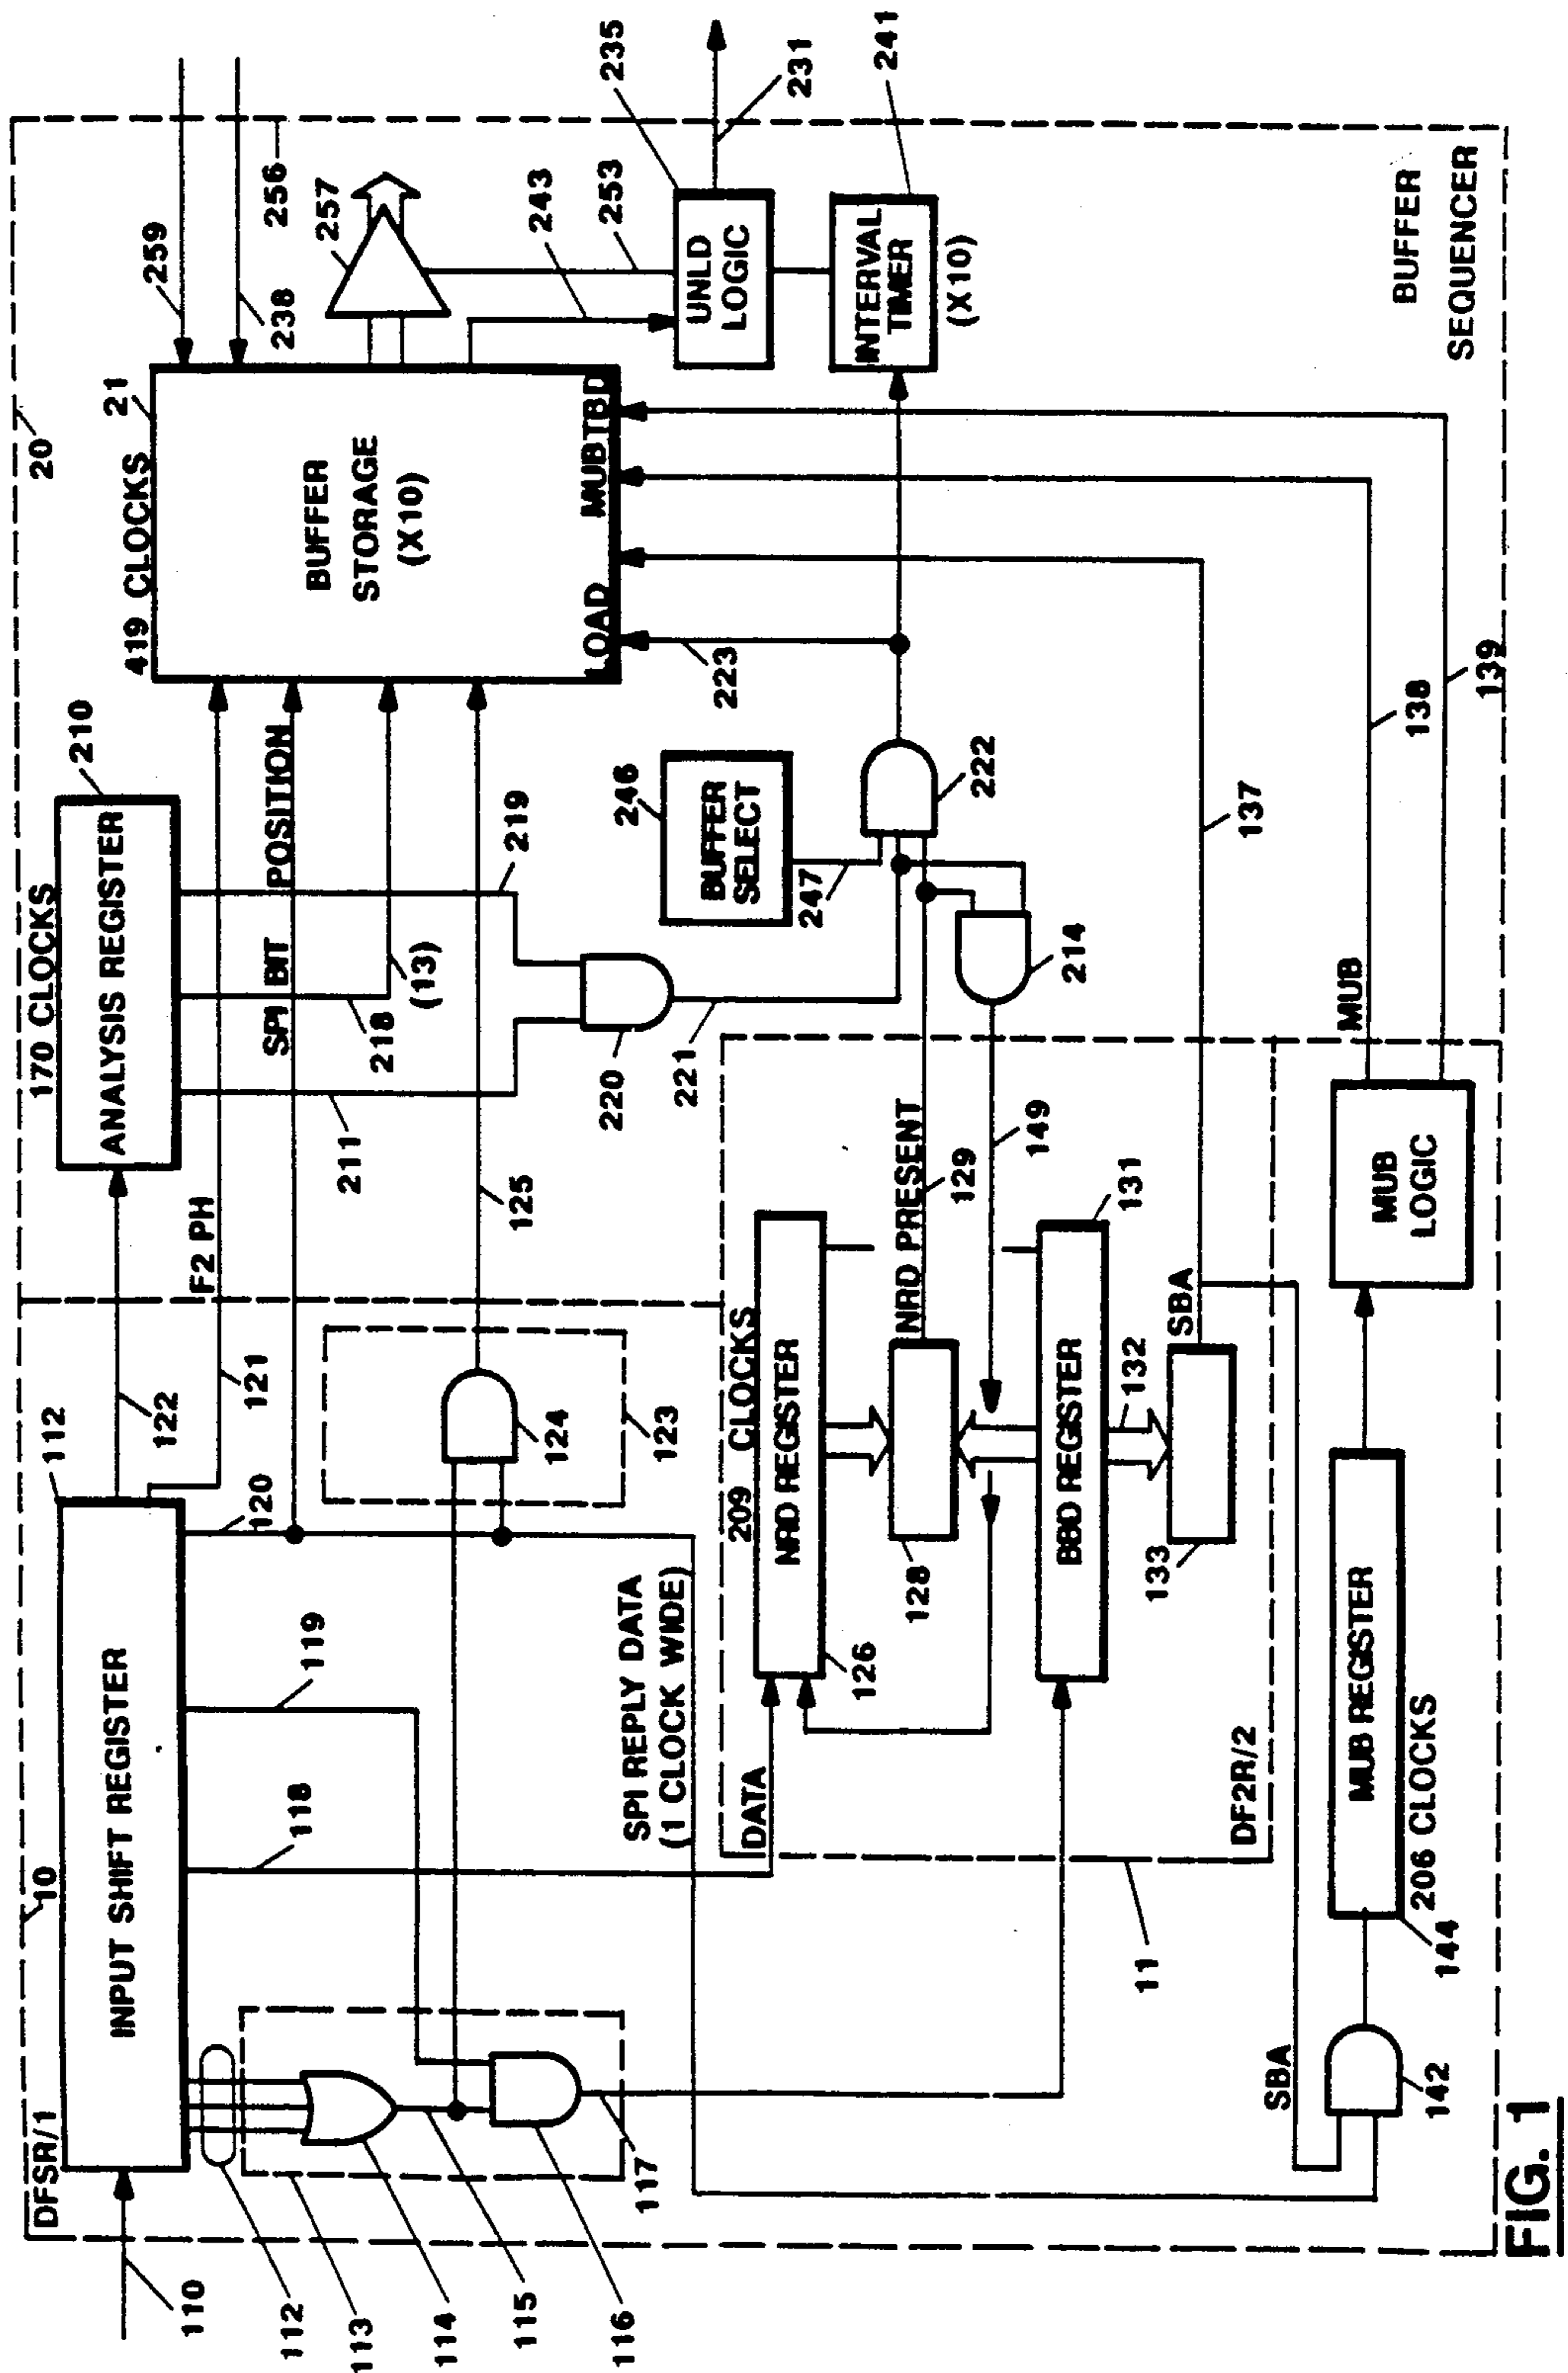 20
259
238
256
257
243
253
235
231
241
419 CLOCKS
21
BUFFER
STORAGE
(X10)
LOAD
MUBTBD
UNLD
LOGIC
INTERVAL
TIMER
(X10)
BUFFER
SEQUENCER
170 CLOCKS
210
ANALYSIS REGISTER
F2 PH
SPI BIT POSITION
211
218
(13)
219
220
221
125
223
246
BUFFER
SELECT
247
222
214
137
138
139
DFSR/1
10
110
INPUT SHIFT REGISTER
112
122
121
120
119
118
112
113
114
115
116
117
123
124
SPI REPLY DATA
(1 CLOCK WIDE)
DATA
209 CLOCKS
NRD REGISTER
126
128
NRD PRESENT
129
149
BBD REGISTER
131
132
133
SBA
DF2R/2
11
SBA
142
144
MUB REGISTER
206 CLOCKS
MUB
LOGIC
MUB
FIG. 1